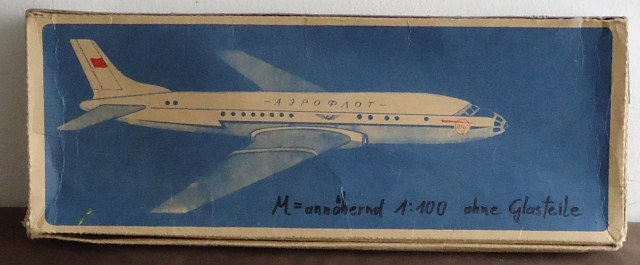 - АЭРОФЛОТ -
M = annähernd 1:100 ohne Glasteile